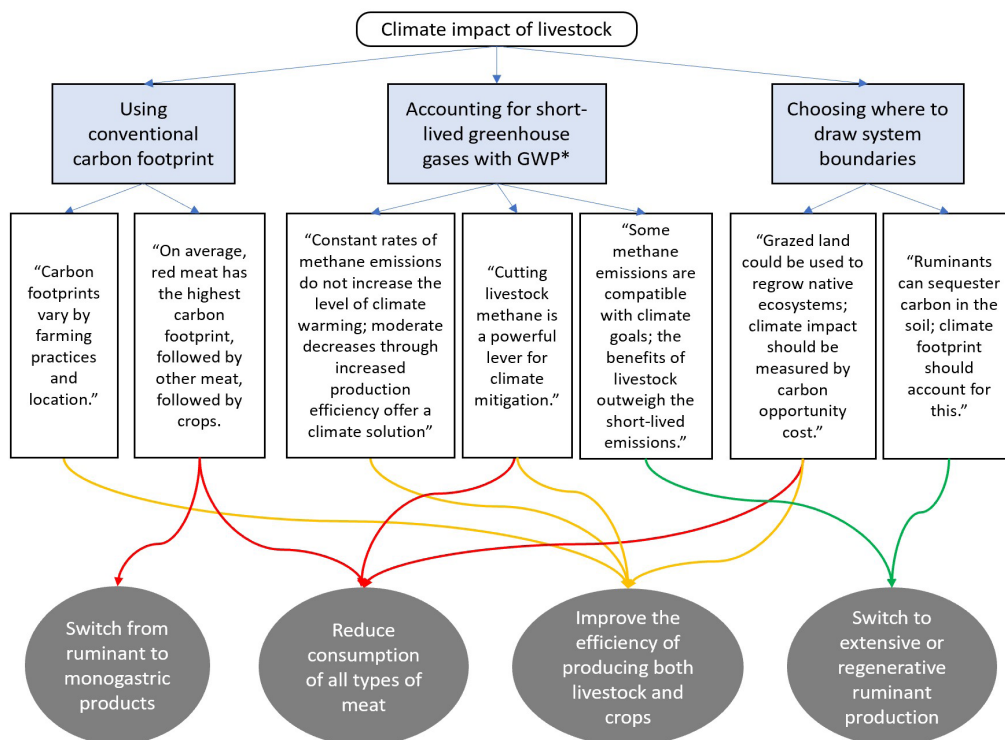 Climate impact of livestock
Using
conventional
carbon footprint
Accounting for short-
lived greenhouse
gases with GWP*
Choosing where to
draw system
boundaries
“Carbon
footprints
vary by
farming
practices
and
location.”
“On average,
red meat has
the highest
carbon
footprint,
followed by
other meat,
followed by
crops.
“Constant rates of
methane emissions
do not increase the
level of climate
warming; moderate
decreases through
increased
production
efficiency offer a
climate solution”
“Cutting
livestock
methane is
a powerful
lever for
climate
mitigation.”
“Some
methane
emissions are
compatible
with climate
goals; the
benefits of
livestock
outweigh the
short-lived
emissions.”
“Grazed land
could be used to
regrow native
ecosystems;
climate impact
should be
measured by
carbon
opportunity
cost.”
“Ruminants
can sequester
carbon in the
soil; climate
footprint
should
account for
this.”
Switch from
ruminant to
monogastric
products
Reduce
consumption
of all types of
meat
Improve the
efficiency of
producing both
livestock and
crops
Switch to
extensive or
regenerative
ruminant
production